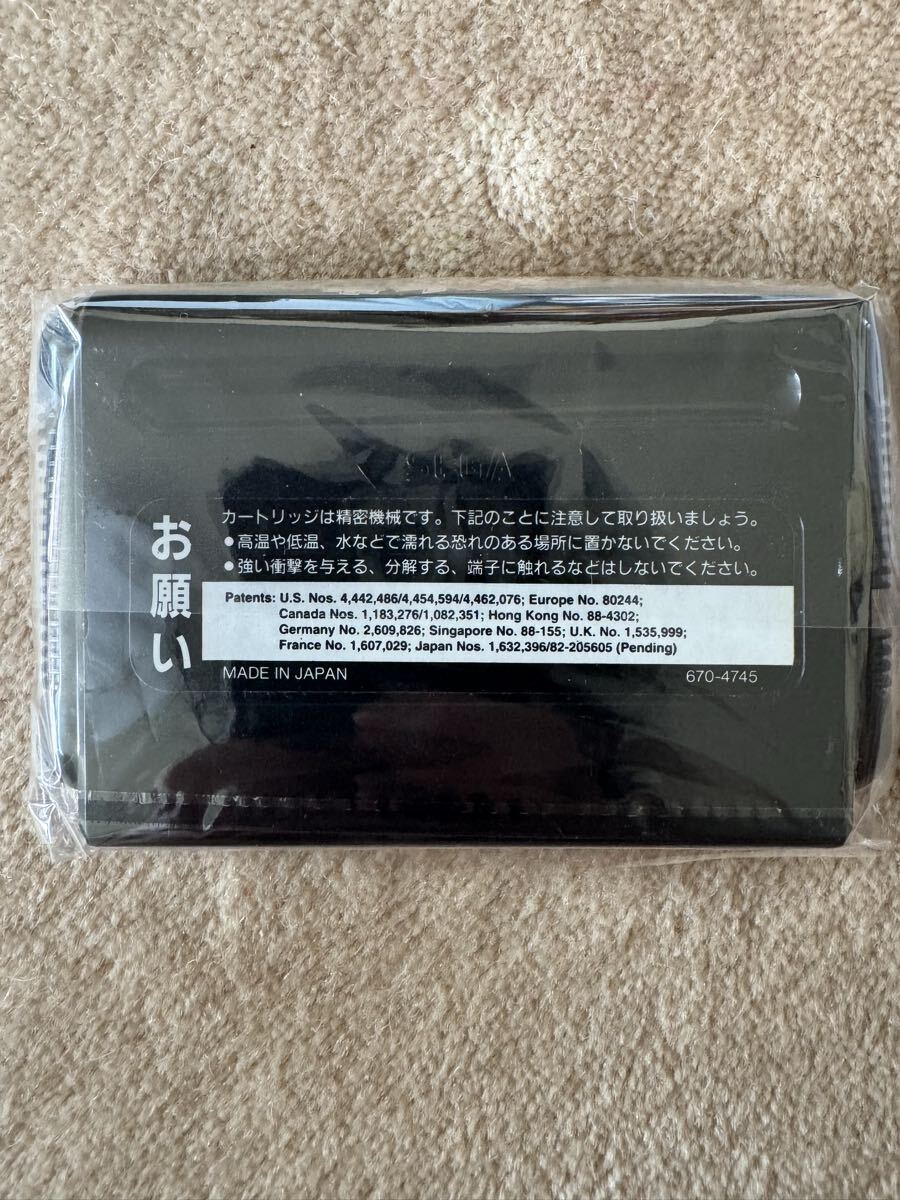 SEGA
お願い
カートリッジは精密機械です。下記のことに注意して取り扱いましょう。
●高温や低温、水などで濡れる恐れのある場所に置かないでください。
●強い衝撃を与える、分解する、端子に触れるなどはしないでください。
Patents: U.S. Nos. 4,442,486/4,454,594/4,462,076; Europe No. 80244;
Canada Nos. 1,183,276/1,082,351; Hong Kong No. 88-4302;
Germany No. 2,609,826; Singapore No. 88-155; U.K. No. 1,535,999;
France No. 1,607,029; Japan Nos. 1,632,396/82-205605 (Pending)
MADE IN JAPAN
670-4745